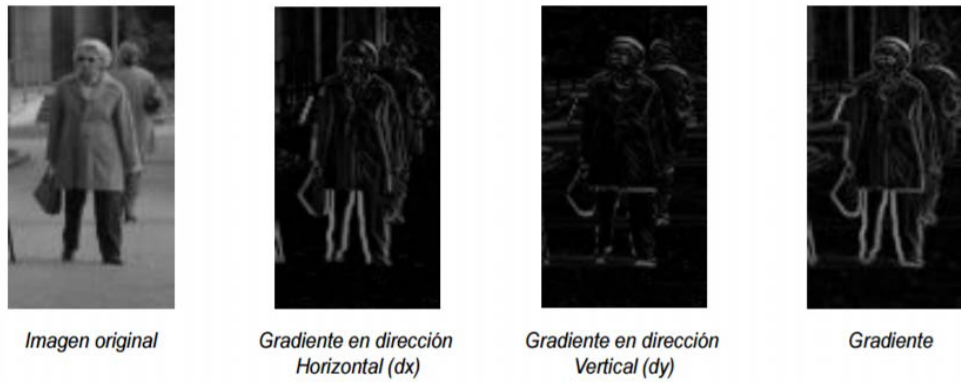 Imagen original
Gradiente en dirección
Horizontal (dx)
Gradiente en dirección
Vertical (dy)
Gradiente